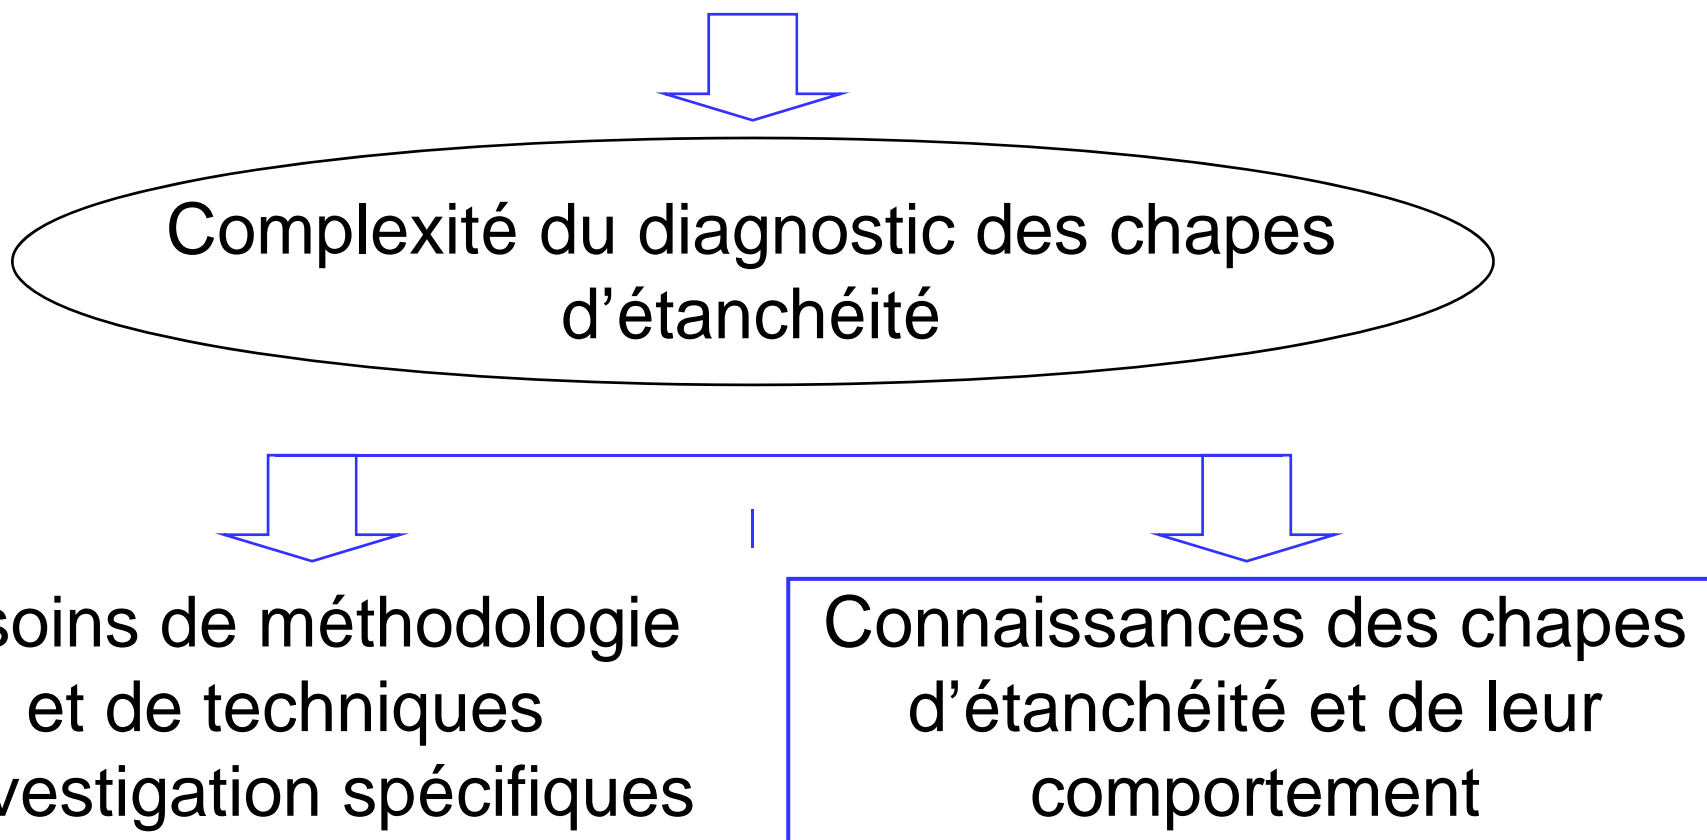 Complexité du diagnostic des chapes
d’étanchéité
soins de méthodologie
et de techniques
vestigation spécifiques
Connaissances des chapes
d’étanchéité et de leur
comportement